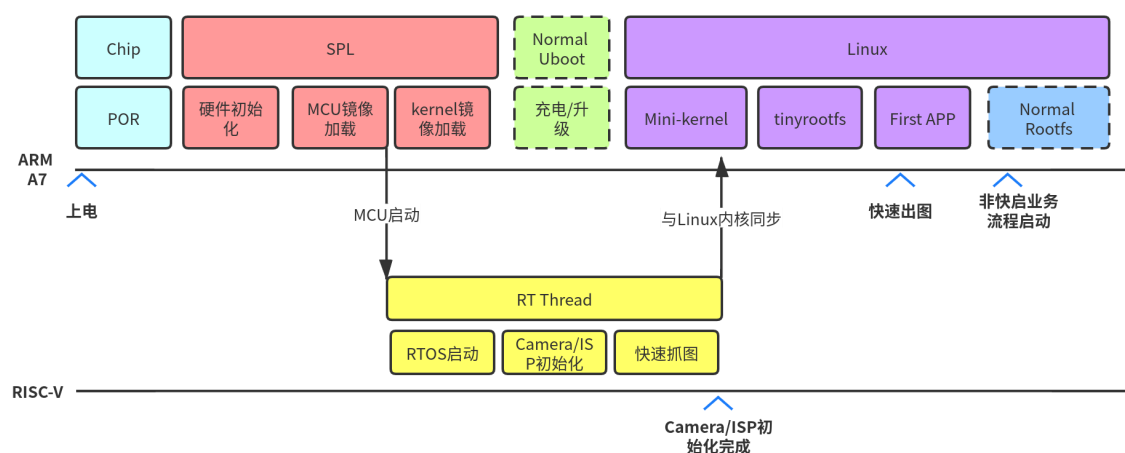 Chip
SPL
Normal
Uboot
Linux
POR
硬件初始
化
MCU镜像
加载
kernel镜
像加载
充电/升
级
Mini-kernel
tinyrootfs
First APP
Normal
Rootfs
ARM
A7
上电
MCU启动
与Linux内核同步
快速出图
非快启业务
流程启动
RT Thread
RTOS启动
Camera/IS
P初始化
快速抓图
RISC-V
Camera/ISP初
始化完成